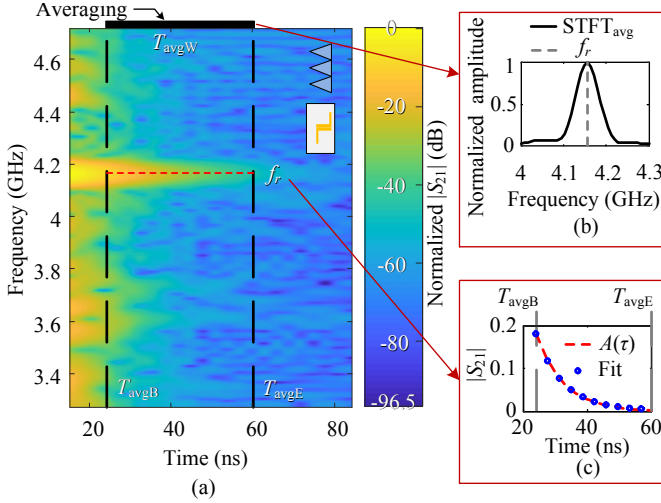 Averaging
T_avgW
4.6
4.4
4.2
4
3.8
3.6
3.4
Frequency (GHz)
f_r
T_avgB
T_avgE
20
40
60
80
Time (ns)
(a)
0
-20
-40
-60
-80
-96.5
Normalized |S_21| (dB)
STFT_avg
f_r
1
0.5
0
Normalized amplitude
4
4.1
4.2
4.3
Frequency (GHz)
(b)
T_avgB
T_avgE
0.2
0.1
0
|S_21|
A(τ)
Fit
20
40
60
Time (ns)
(c)